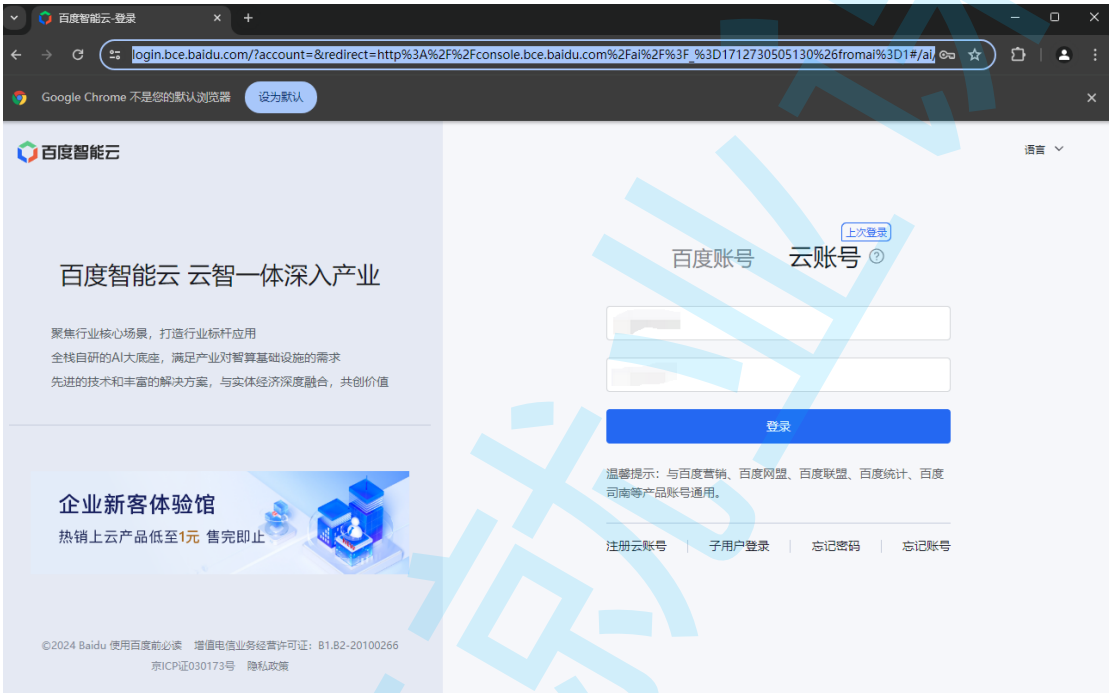 百度智能云-登录
login.bce.baidu.com/?account=&redirect=http%3A%2F%2Fconsole.bce.baidu.com%2Fai%2F%3F_%3D1712730505130%26fromai%3D1#/ai/
Google Chrome 不是您的默认浏览器 设为默认
百度智能云
语言
百度智能云 云智一体深入产业
聚焦行业核心场景，打造行业标杆应用
全栈自研的AI大底座，满足产业对智算基础设施的需求
先进的技术和丰富的解决方案，与实体经济深度融合，共创价值
企业新客体验馆
热销上云产品低至1元 售完即止
©2024 Baidu 使用百度前必读 增值电信业务经营许可证：B1.B2-20100266
京ICP证030173号 隐私政策
上次登录
百度账号 云账号
登录
温馨提示：与百度营销、百度网盟、百度联盟、百度统计、百度
司南等产品账号通用。
注册云账号 子用户登录 忘记密码 忘记账号